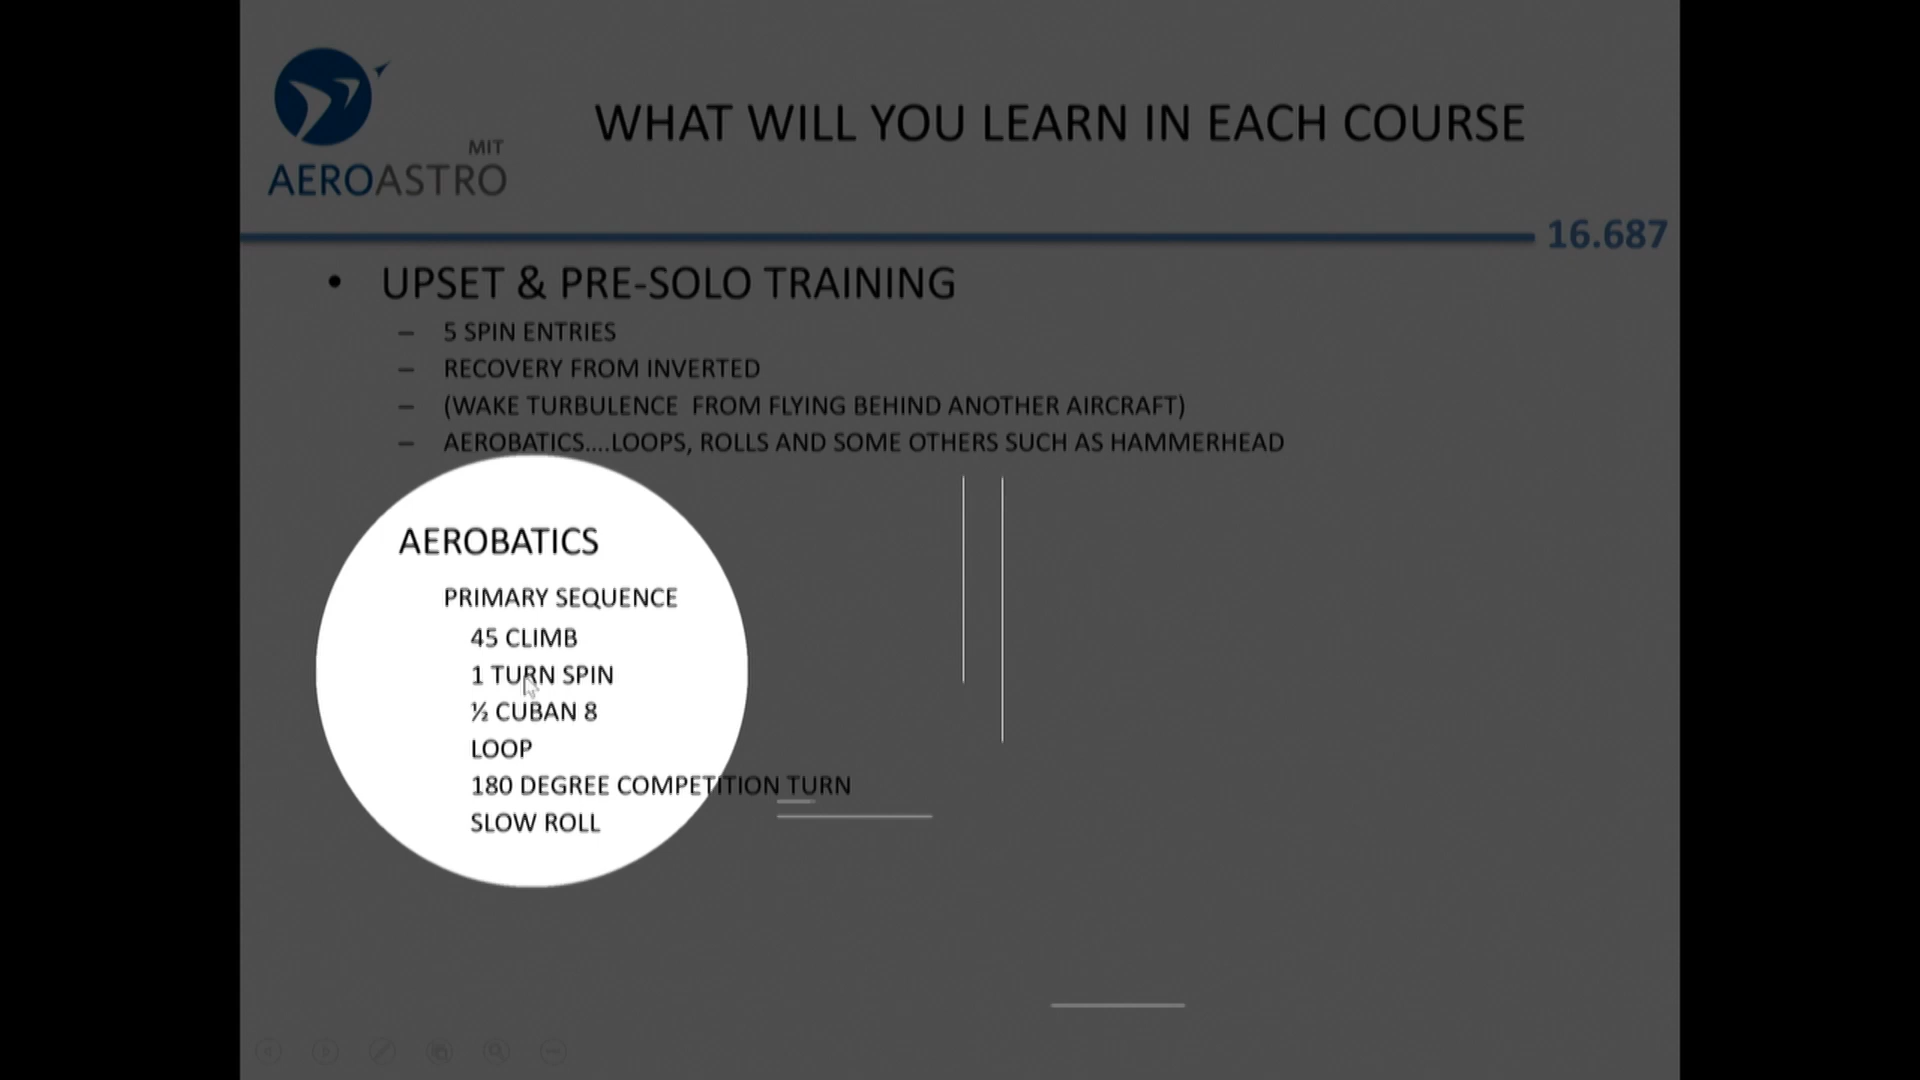 MIT
AEROASTRO
WHAT WILL YOU LEARN IN EACH COURSE
16.687
• UPSET & PRE-SOLO TRAINING
– 5 SPIN ENTRIES
– RECOVERY FROM INVERTED
– (WAKE TURBULENCE FROM FLYING BEHIND ANOTHER AIRCRAFT)
– AEROBATICS....LOOPS, ROLLS AND SOME OTHERS SUCH AS HAMMERHEAD
AEROBATICS
PRIMARY SEQUENCE
45 CLIMB
1 TURN SPIN
½ CUBAN 8
LOOP
180 DEGREE COMPETITION TURN
SLOW ROLL